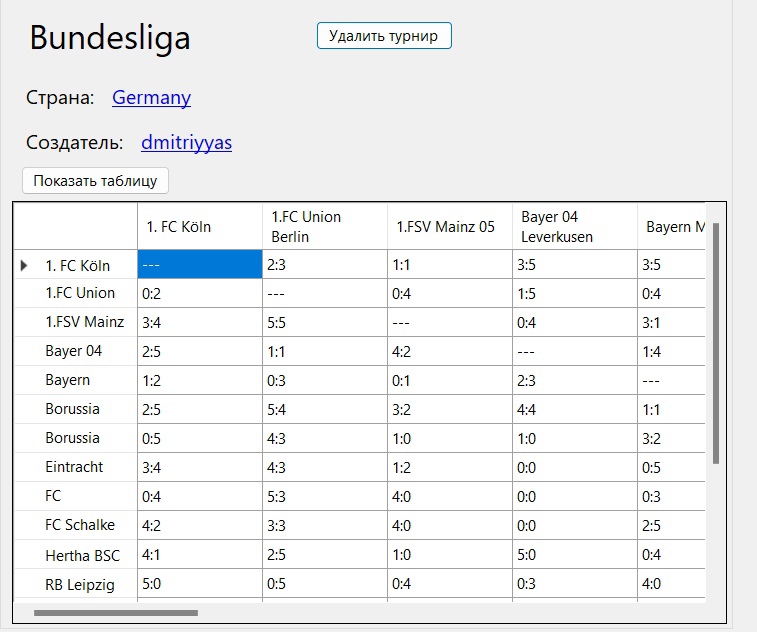 Bundesliga
Удалить турнир
Страна: Germany
Создатель: dmitriyyas
Показать таблицу
1. FC Köln 1.FC Union Berlin 1.FSV Mainz 05 Bayer 04 Leverkusen Bayern M
1. FC Köln --- 2:3 1:1 3:5 3:5
1.FC Union 0:2 --- 0:4 1:5 0:4
1.FSV Mainz 3:4 5:5 --- 0:4 3:1
Bayer 04 2:5 1:1 4:2 --- 1:4
Bayern 1:2 0:3 0:1 2:3 ---
Borussia 2:5 5:4 3:2 4:4 1:1
Borussia 0:5 4:3 1:0 1:0 3:2
Eintracht 3:4 4:3 1:2 0:0 0:5
FC 0:4 5:3 4:0 0:0 0:3
FC Schalke 4:2 3:3 4:0 0:0 2:5
Hertha BSC 4:1 2:5 1:0 5:0 0:4
RB Leipzig 5:0 0:5 0:4 0:3 4:0